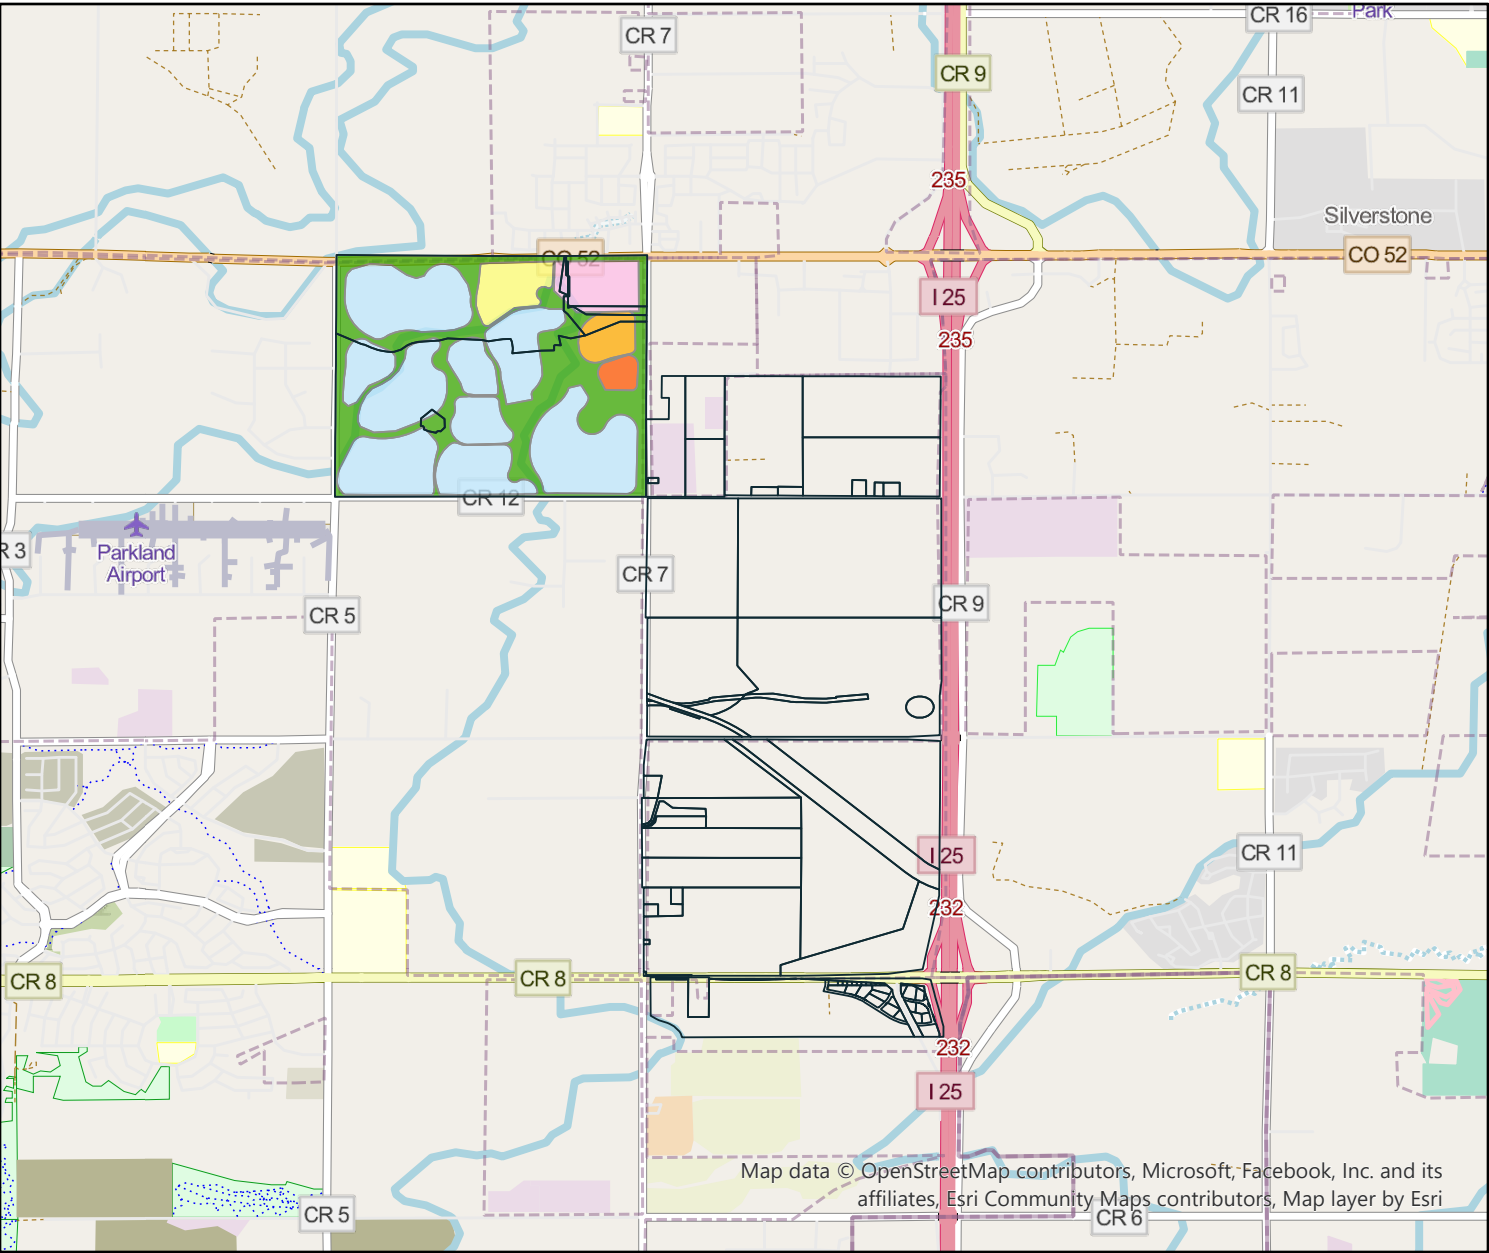 CR 16
Park
CR 7
CR 9
CR 11
235
Silverstone
CO 52
CO 52
I 25
235
CR 12
R 3
Parkland
Airport
CR 7
CR 9
CR 5
I 25
CR 11
232
CR 8
CR 8
CR 8
232
I 25
Map data © OpenStreetMap contributors, Microsoft, Facebook, Inc. and its
affiliates, Esri Community Maps contributors, Map layer by Esri
CR 5
CR 6